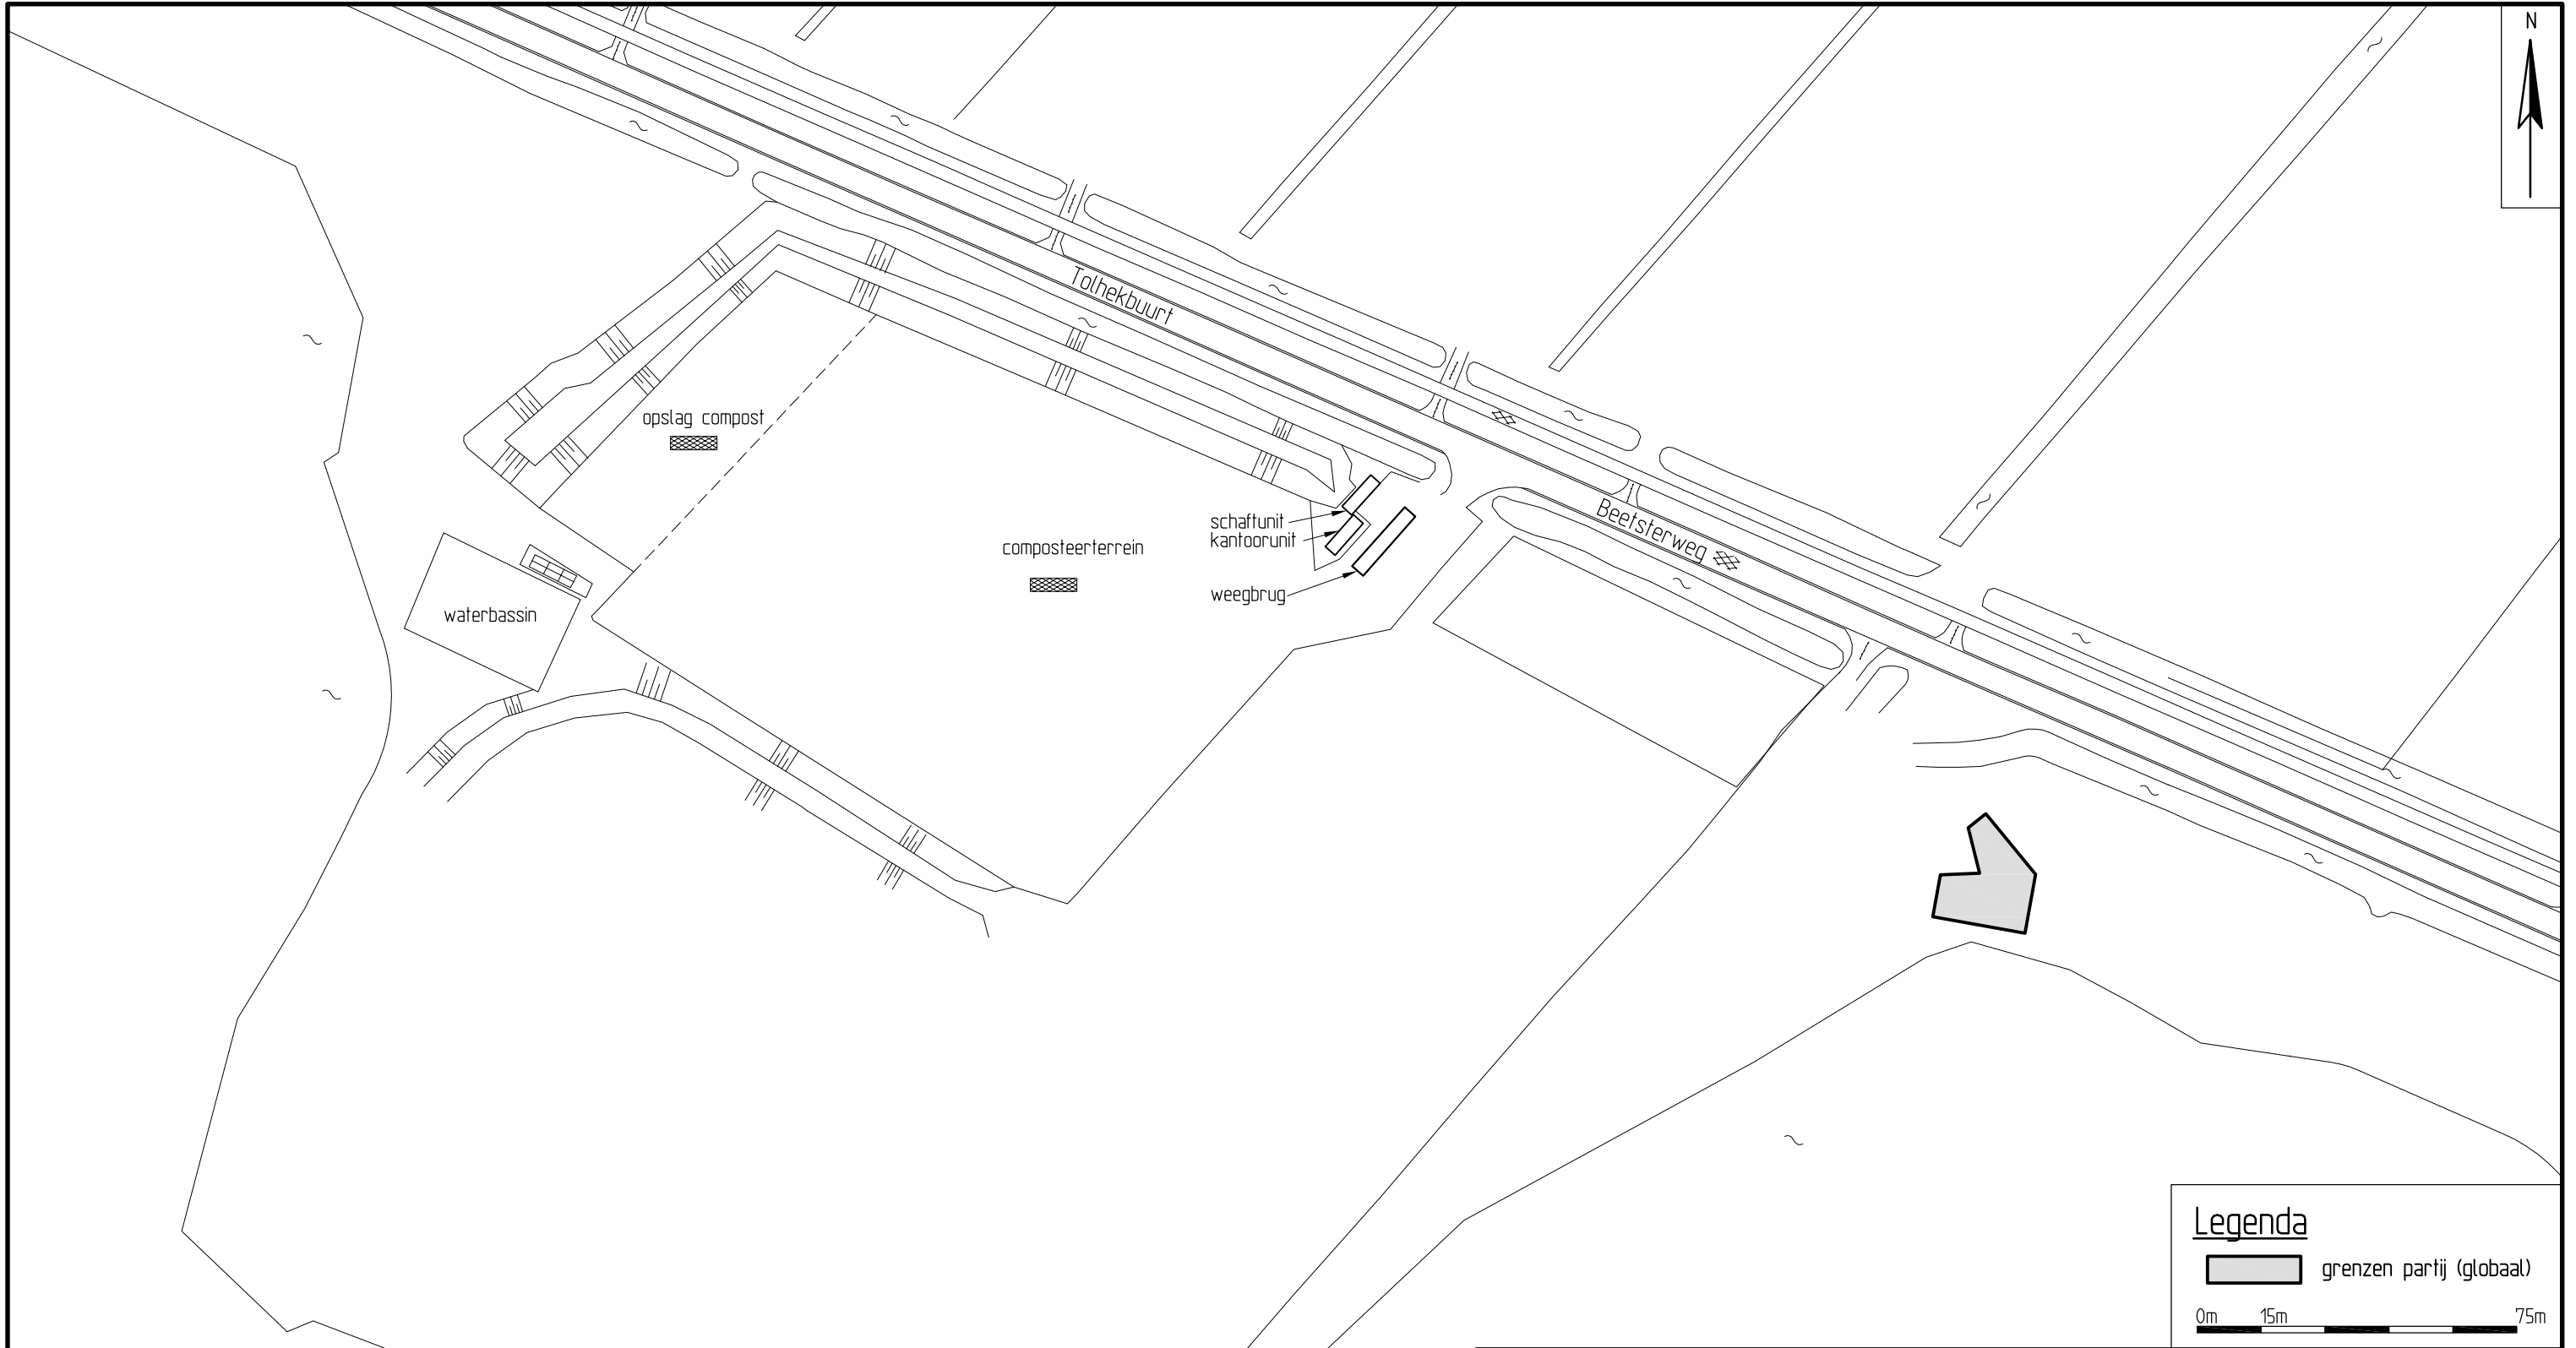 N
Tolhekbuurt
opslag compost
schaftunit
kantoorunit
Beetsterweg
composteerterrein
weegbrug
waterbassin
Legenda
grenzen partij (globaal)
0m 15m 75m